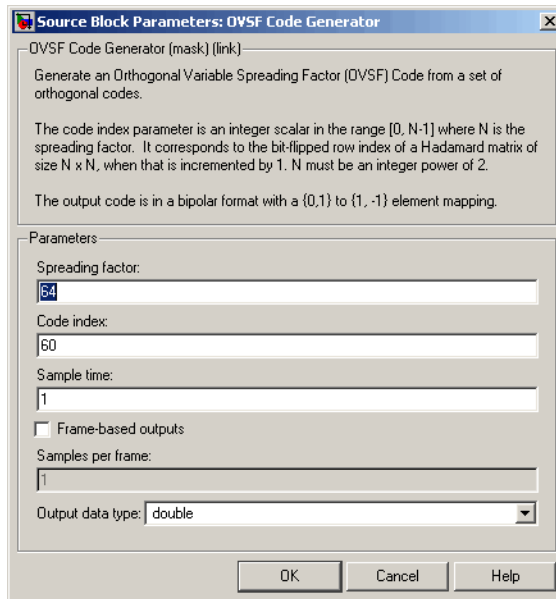 Source Block Parameters: OVSF Code Generator
OVSF Code Generator (mask) (link)
Generate an Orthogonal Variable Spreading Factor (OVSF) Code from a set of
orthogonal codes.
The code index parameter is an integer scalar in the range [0, N-1] where N is the
spreading factor.  It corresponds to the bit-flipped row index of a Hadamard matrix of
size N x N, when that is incremented by 1. N must be an integer power of 2.
The output code is in a bipolar format with a {0,1} to {1, -1} element mapping.
Parameters
Spreading factor:
64
Code index:
60
Sample time:
1
Frame-based outputs
Samples per frame:
1
Output data type: double
OK Cancel Help